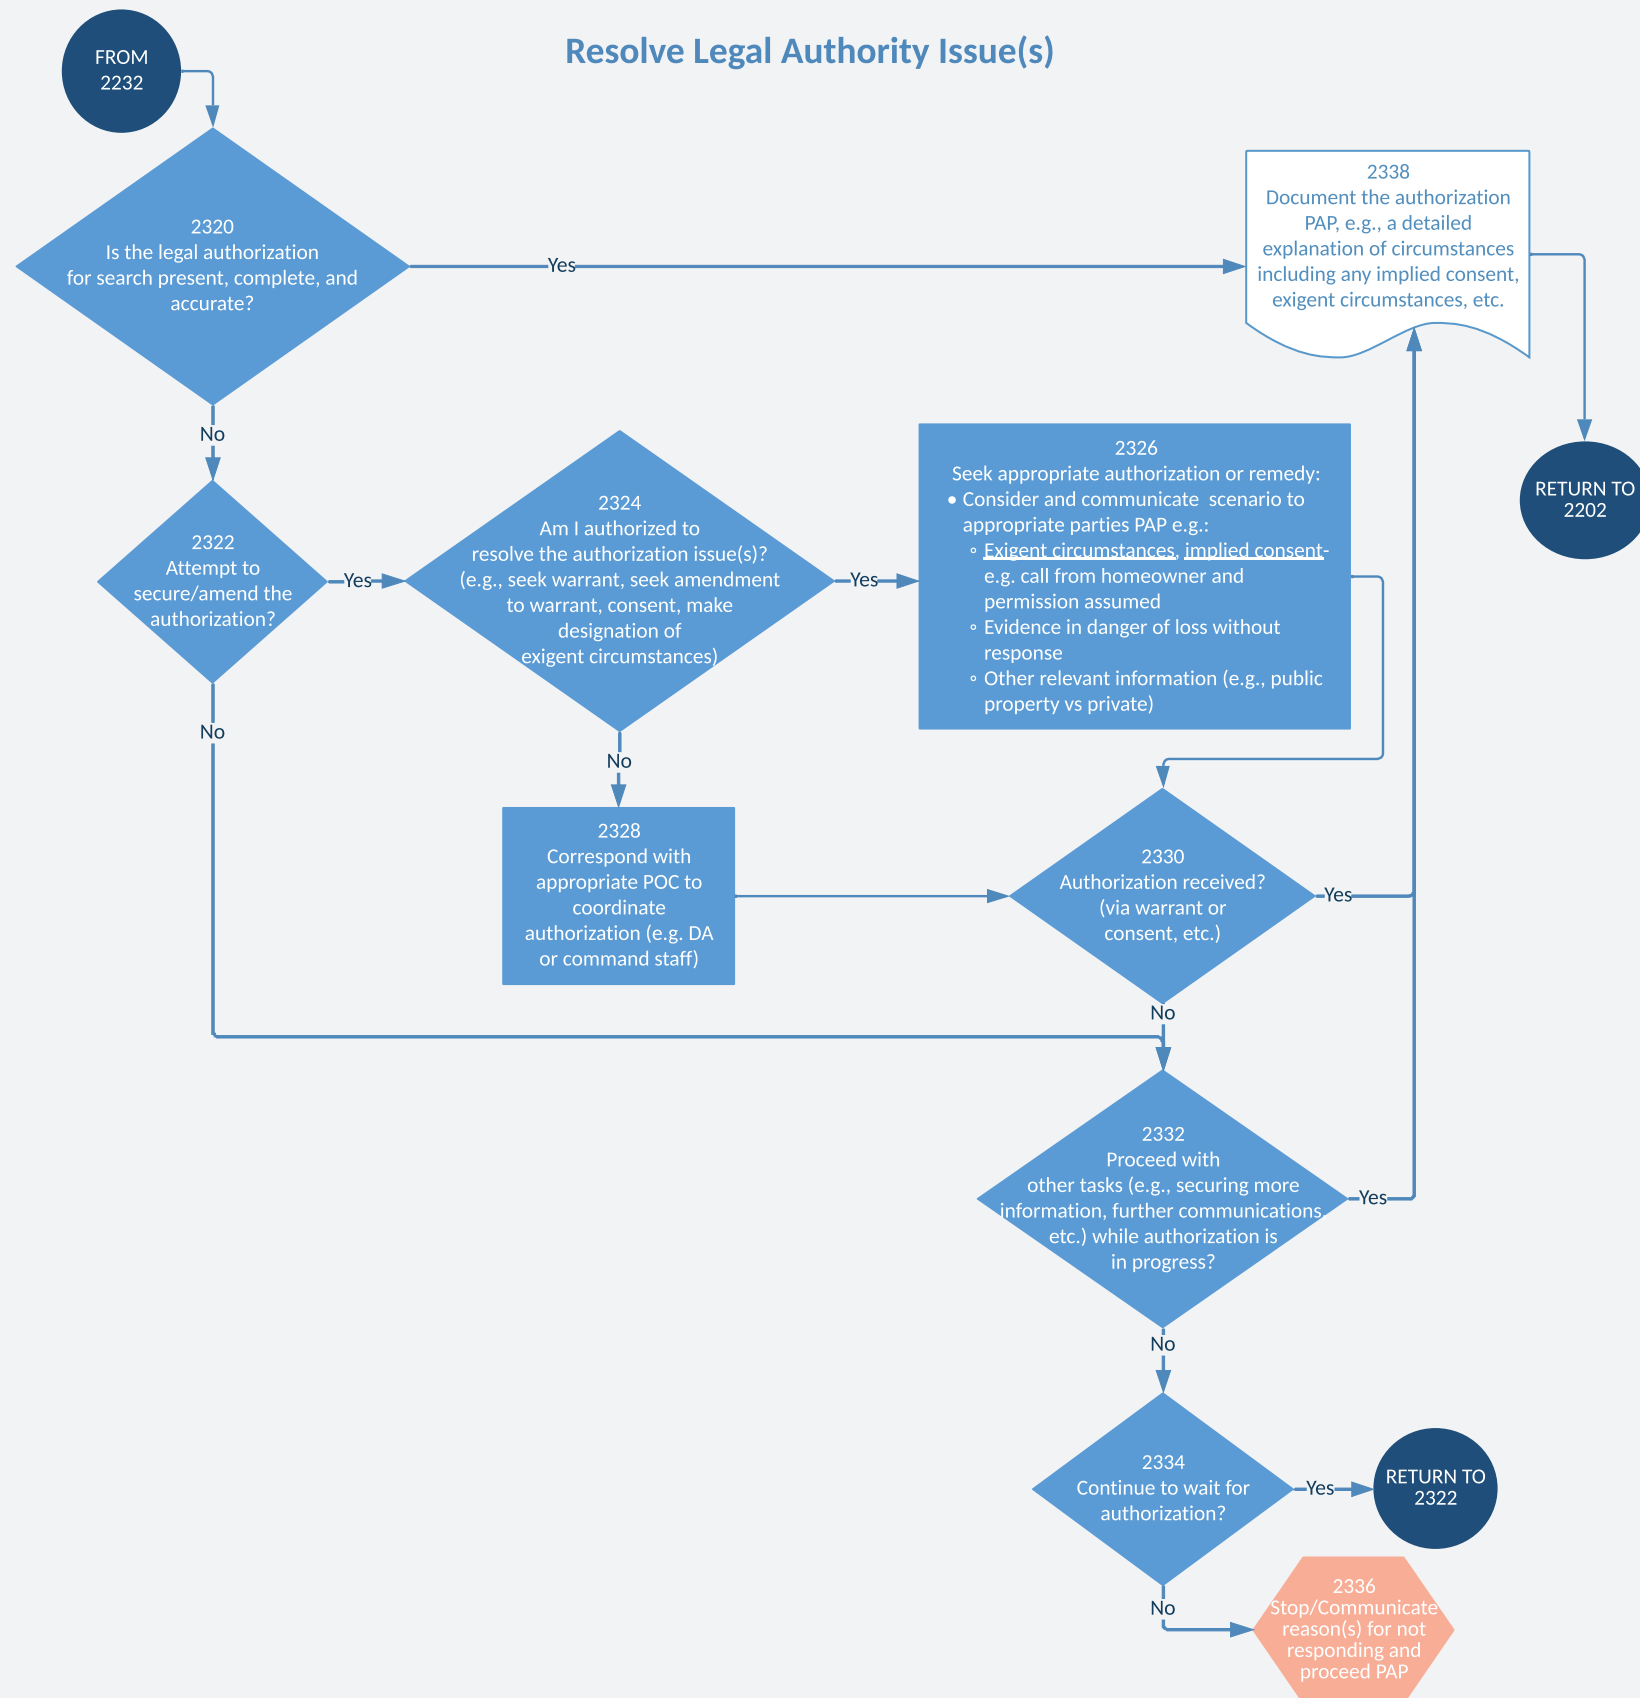 Resolve Legal Authority Issue(s)
FROM
2232
2320
Is the legal authorization
for search present, complete, and
accurate?
Yes
2338
Document the authorization
PAP, e.g., a detailed
explanation of circumstances
including any implied consent,
exigent circumstances, etc.
RETURN TO
2202
No
2322
Attempt to
secure/amend the
authorization?
Yes
2324
Am I authorized to
resolve the authorization issue(s)?
(e.g., seek warrant, seek amendment
to warrant, consent, make
designation of
exigent circumstances)
Yes
2326
Seek appropriate authorization or remedy:
• Consider and communicate  scenario to
appropriate parties PAP e.g.:
◦ Exigent circumstances, implied consent-
e.g. call from homeowner and
permission assumed
◦ Evidence in danger of loss without
response
◦ Other relevant information (e.g., public
property vs private)
No
No
2328
Correspond with
appropriate POC to
coordinate
authorization (e.g. DA
or command staff)
2330
Authorization received?
(via warrant or
consent, etc.)
Yes
No
2332
Proceed with
other tasks (e.g., securing more
information, further communications,
etc.) while authorization is
in progress?
Yes
No
2334
Continue to wait for
authorization?
Yes
RETURN TO
2322
No
2336
Stop/Communicate
reason(s) for not
responding and
proceed PAP